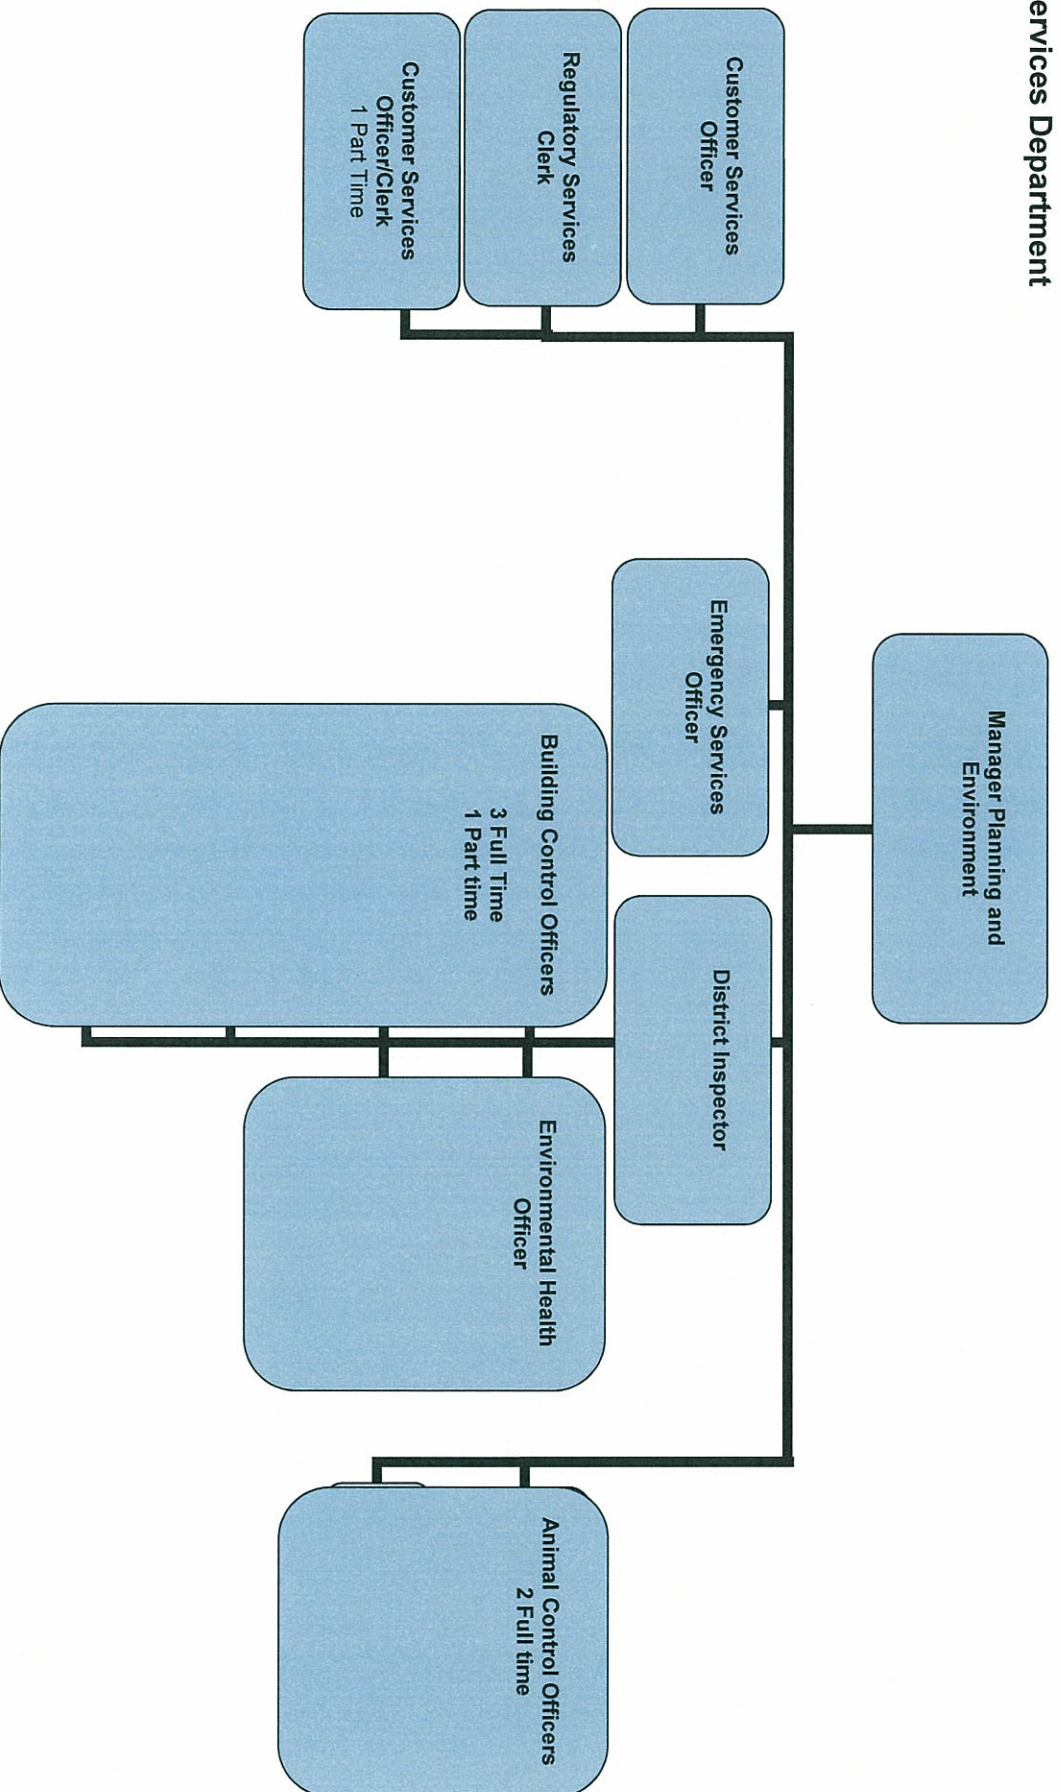 Services Department
Manager Planning and
Environment
Customer Services
Officer
Regulatory Services
Clerk
Customer Services
Officer/Clerk
1 Part Time
Emergency Services
Officer
District Inspector
Building Control Officers
3 Full Time
1 Part time
Environmental Health
Officer
Animal Control Officers
2 Full time